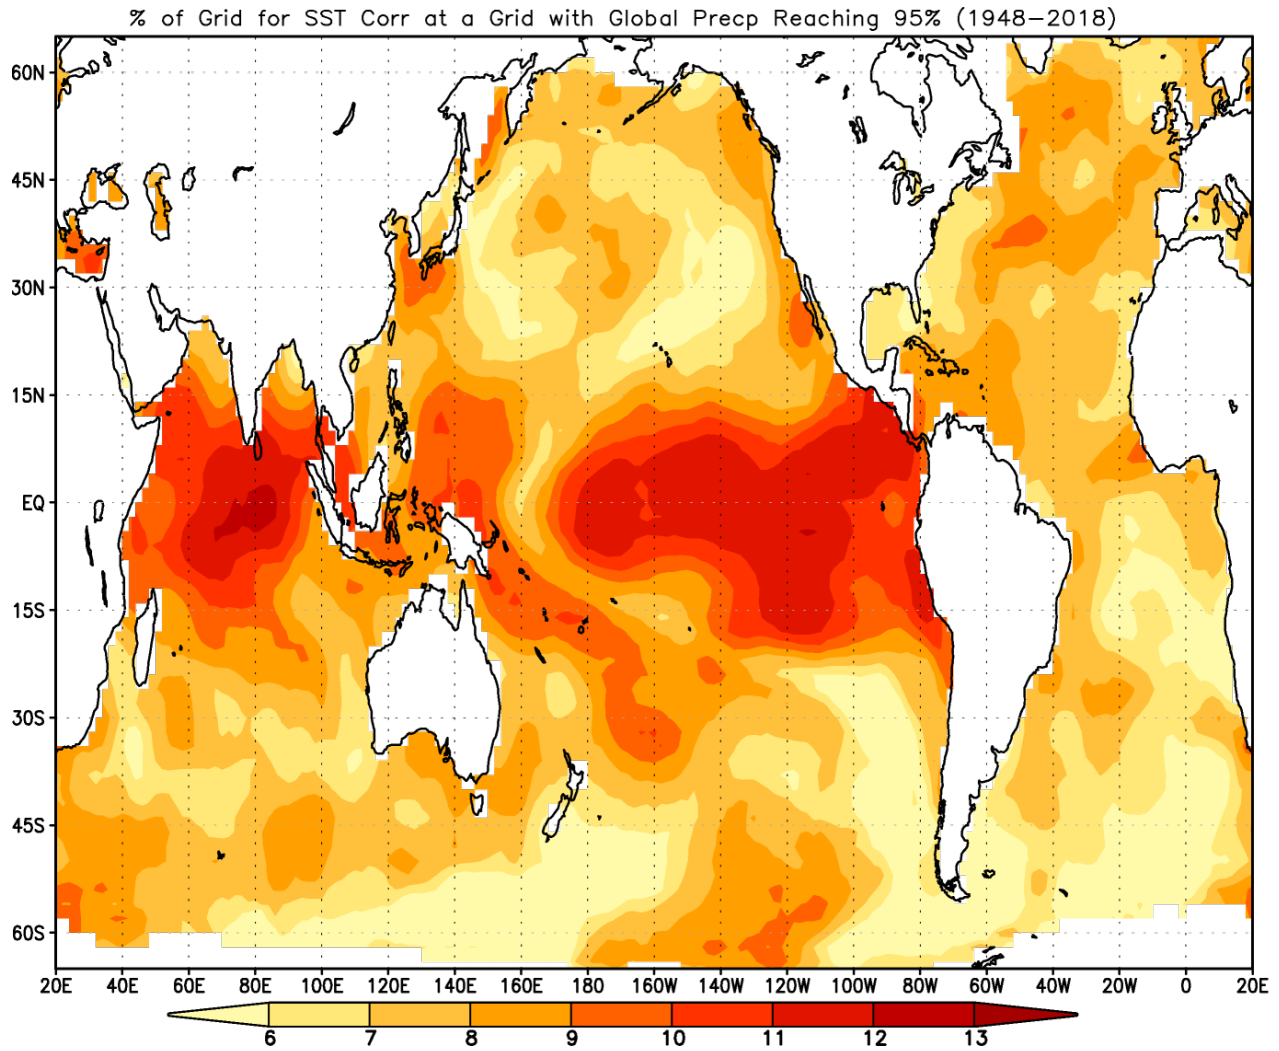 % of Grid for SST Corr at a Grid with Global Precp Reaching 95% (1948-2018)
60N
45N
30N
15N
EQ
15S
30S
45S
60S
20E 40E 60E 80E 100E 120E 140E 160E 180 160W 140W 120W 100W 80W 60W 40W 20W 0 20E
6 7 8 9 10 11 12 13